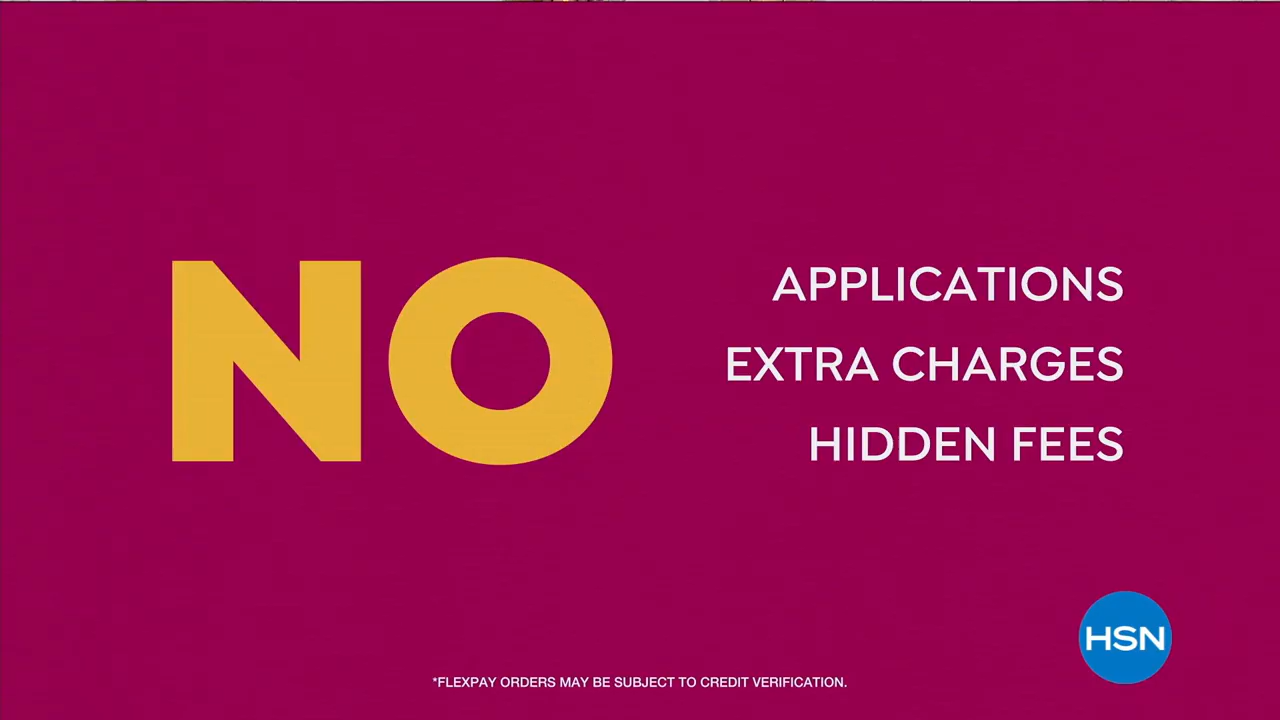 NO
APPLICATIONS
EXTRA CHARGES
HIDDEN FEES
HSN
*FLEXPAY ORDERS MAY BE SUBJECT TO CREDIT VERIFICATION.